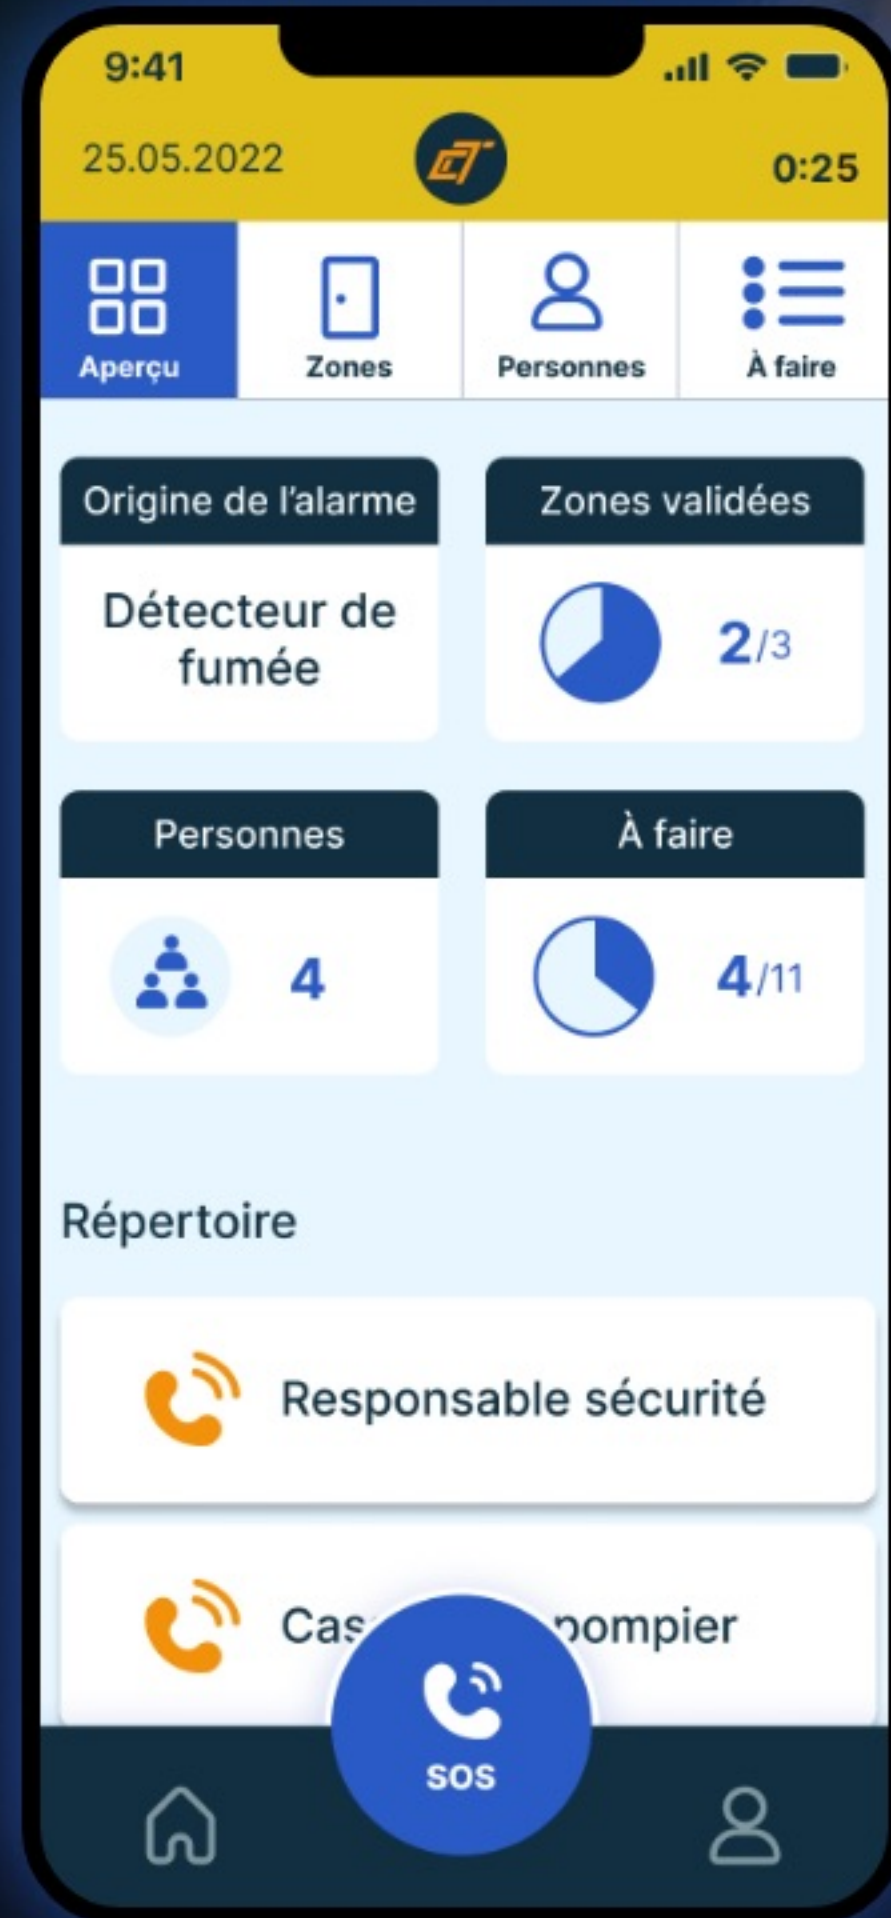 9:41
25.05.2022
0:25
Aperçu
Zones
Personnes
À faire
Origine de l'alarme
Zones validées
Détecteur de
fumée
2/3
Personnes
À faire
4
4/11
Répertoire
Responsable sécurité
pompier
SOS